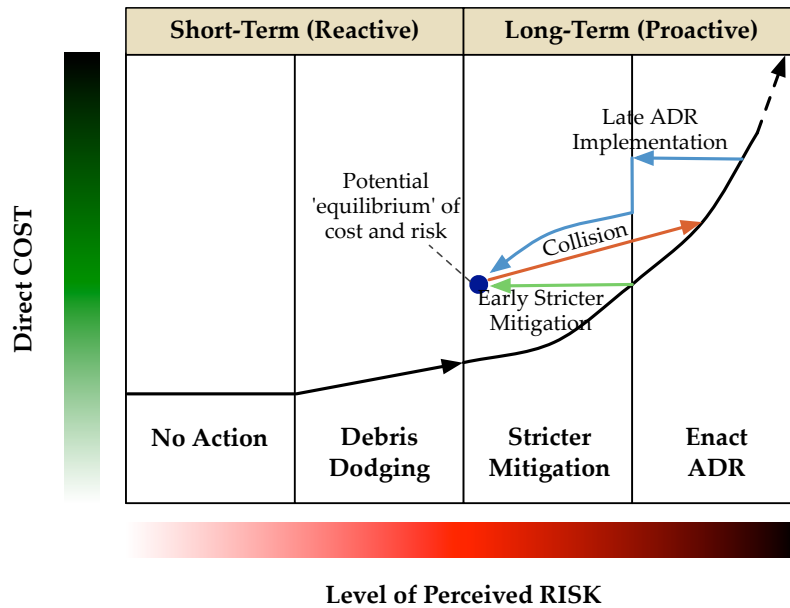 Short-Term (Reactive)
Long-Term (Proactive)
Late ADR
Implementation
Potential
'equilibrium' of
cost and risk
Collision
Early Stricter
Mitigation
Direct COST
No Action
Debris
Dodging
Stricter
Mitigation
Enact
ADR
Level of Perceived RISK